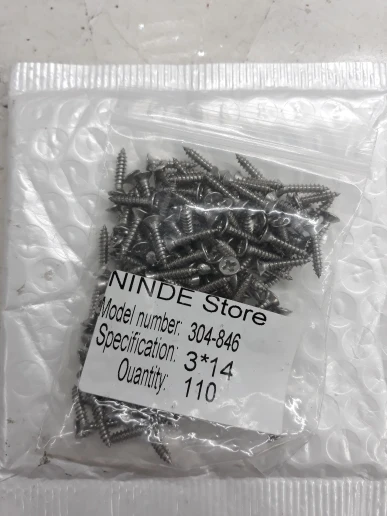 NINDE Store
Model number: 304-846
Specification: 3*14
Quantity: 110